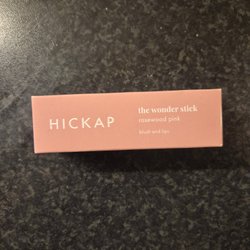 HICKAP
the wonder stick
rosewood pink
blush and lips